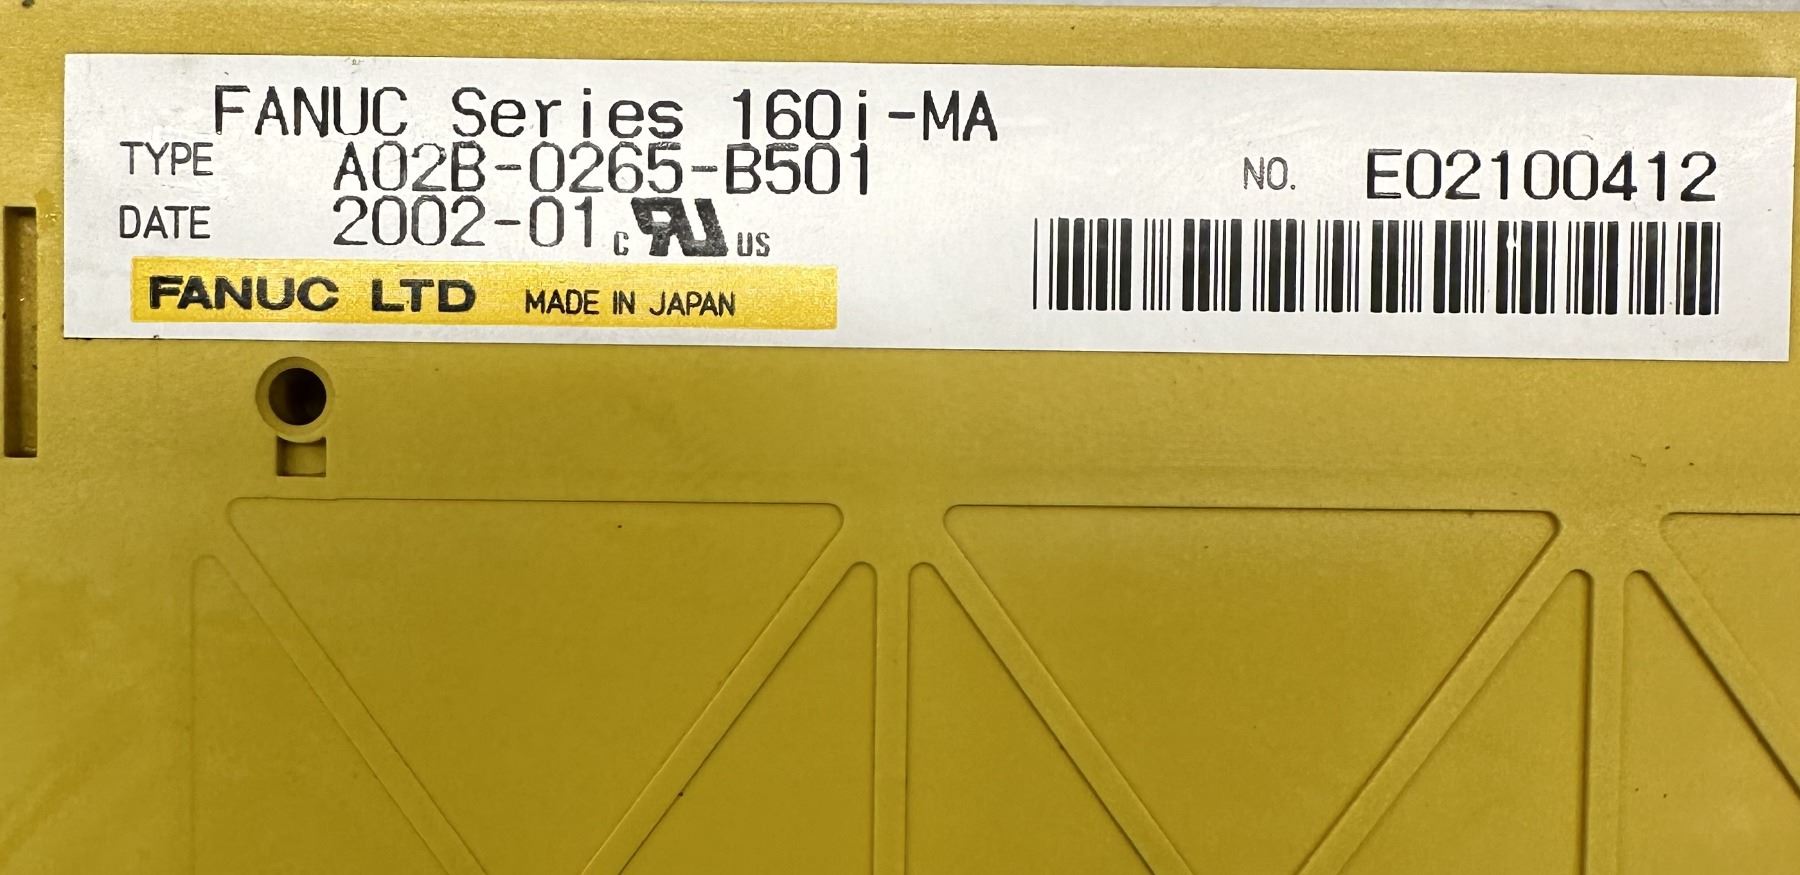 FANUC Series 160i-MA
TYPE A02B-0265-B501
NO. E02100412
DATE 2002-01 c RU US
FANUC LTD MADE IN JAPAN